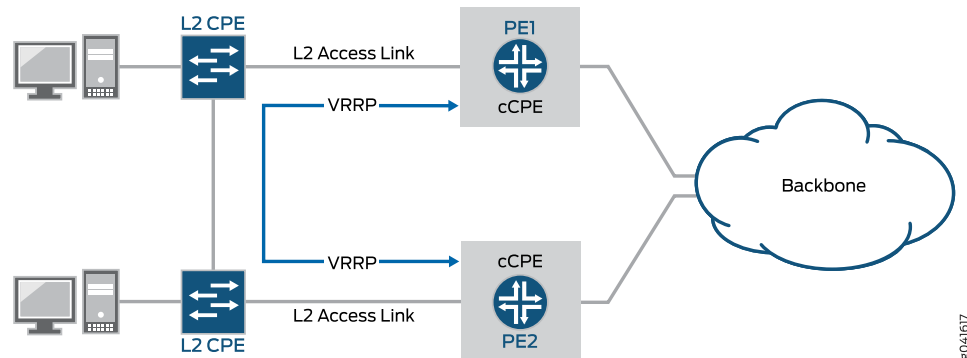 L2 CPE
L2 Access Link
PE1
cCPE
VRRP
Backbone
VRRP
cCPE
PE2
L2 Access Link
L2 CPE
g041617